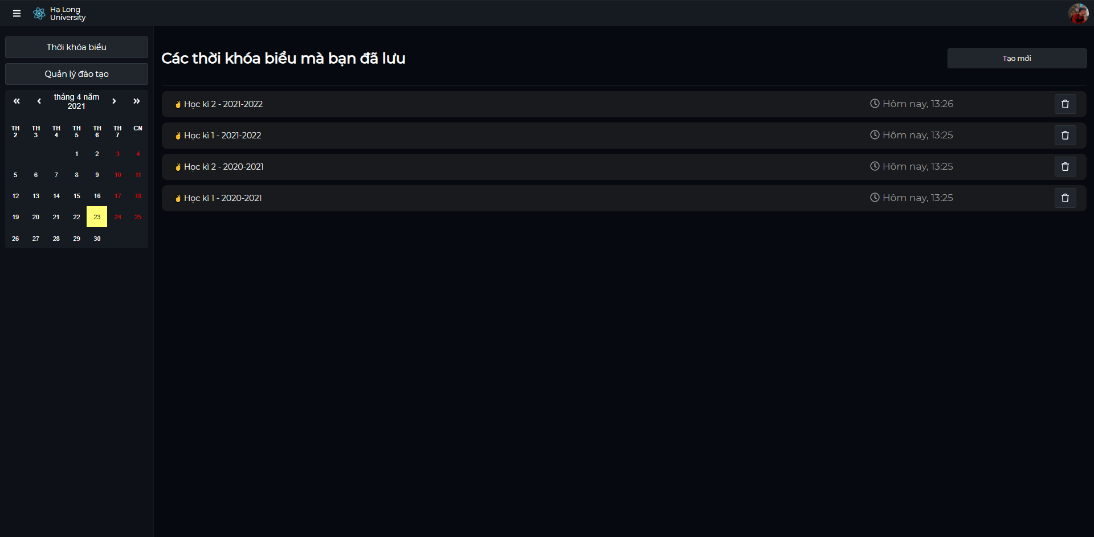 Hạ Long
University
Thời khóa biểu
Quản lý đào tạo
« ‹ tháng 4 năm 2021 › »
TH 2 TH 3 TH 4 TH 5 TH 6 TH 7 CN
1 2 3 4
5 6 7 8 9 10 11
12 13 14 15 16 17 18
19 20 21 22 23 24 25
26 27 28 29 30
Các thời khóa biểu mà bạn đã lưu
Tạo mới
Học kì 2 - 2021-2022 Hôm nay, 13:26
Học kì 1 - 2021-2022 Hôm nay, 13:25
Học kì 2 - 2020-2021 Hôm nay, 13:25
Học kì 1 - 2020-2021 Hôm nay, 13:25